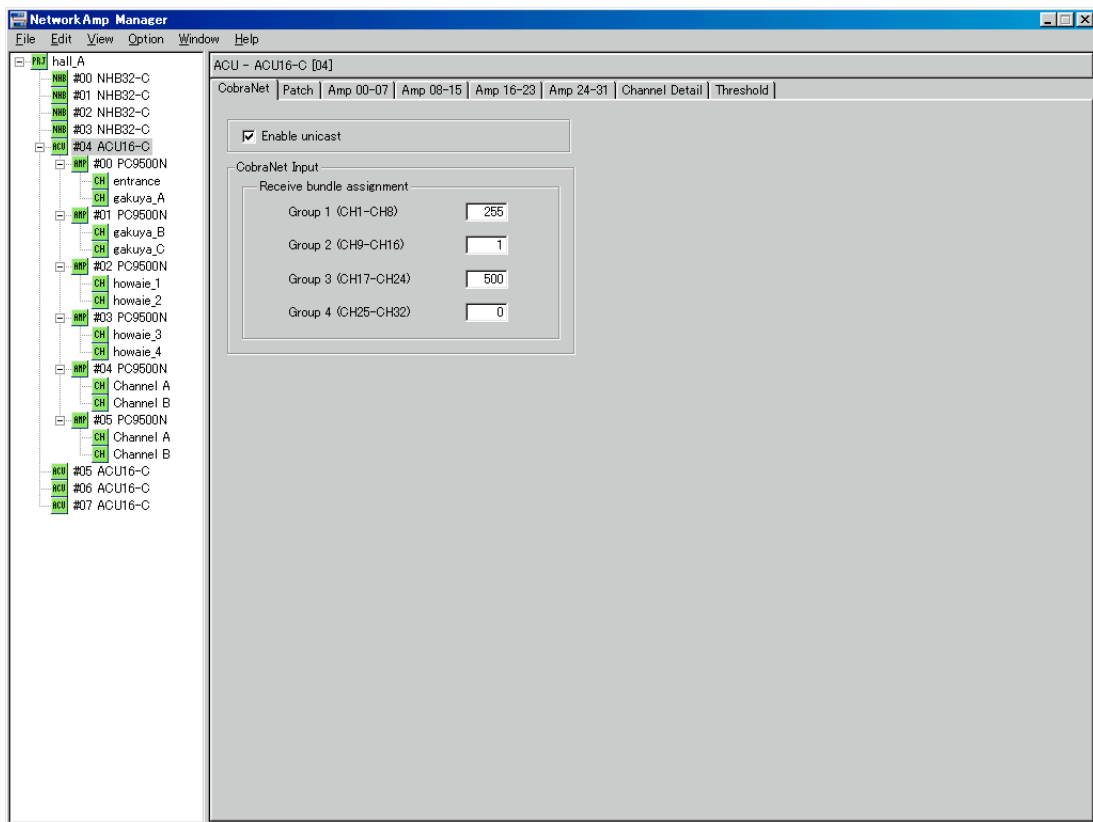 NetworkAmp Manager
File Edit View Option Window Help
PRJ hall_A
NHB #00 NHB32-C
NHB #01 NHB32-C
NHB #02 NHB32-C
NHB #03 NHB32-C
ACU #04 ACU16-C
AMP #00 PC9500N
CH entrance
CH gakuya_A
AMP #01 PC9500N
CH gakuya_B
CH gakuya_C
AMP #02 PC9500N
CH howaie_1
CH howaie_2
AMP #03 PC9500N
CH howaie_3
CH howaie_4
AMP #04 PC9500N
CH Channel A
CH Channel B
AMP #05 PC9500N
CH Channel A
CH Channel B
ACU #05 ACU16-C
ACU #06 ACU16-C
ACU #07 ACU16-C
ACU - ACU16-C [04]
CobraNet Patch Amp 00-07 Amp 08-15 Amp 16-23 Amp 24-31 Channel Detail Threshold
Enable unicast
CobraNet Input
Receive bundle assignment
Group 1 (CH1-CH8) 255
Group 2 (CH9-CH16) 1
Group 3 (CH17-CH24) 500
Group 4 (CH25-CH32) 0